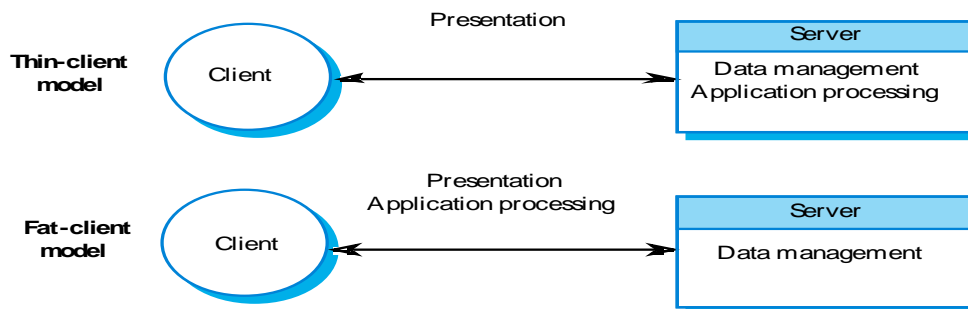 Presentation
Thin-client
model
Client
Server
Data management
Application processing
Fat-client
model
Client
Presentation
Application processing
Server
Data management